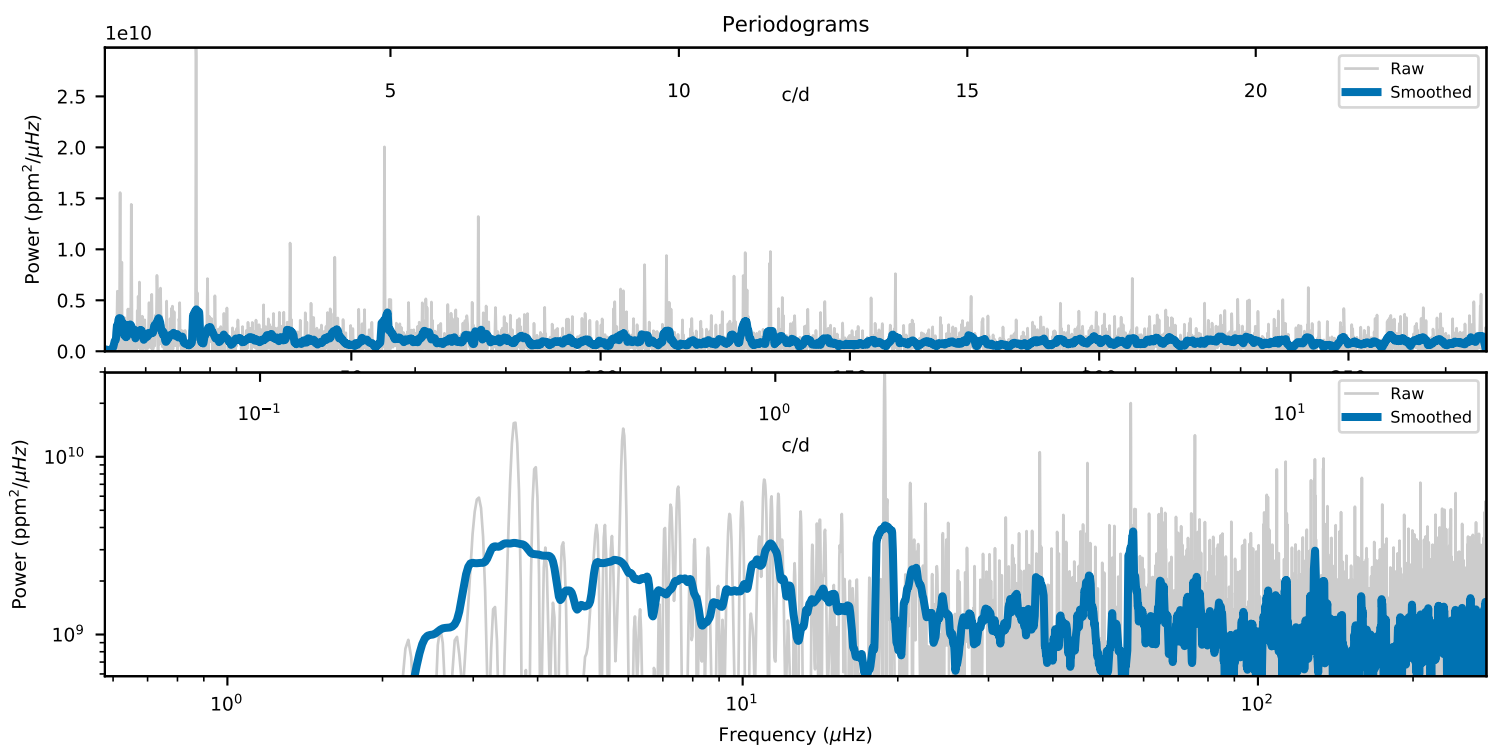 Periodograms
1e10
5 10 15 20
c/d
Raw
Smoothed
Power (ppm²/μHz)
2.5
2.0
1.5
1.0
0.5
0.0
10⁻¹ 10⁰ 10¹
c/d
Raw
Smoothed
Power (ppm²/μHz)
10¹⁰
10⁹
10⁰ 10¹ 10²
Frequency (μHz)